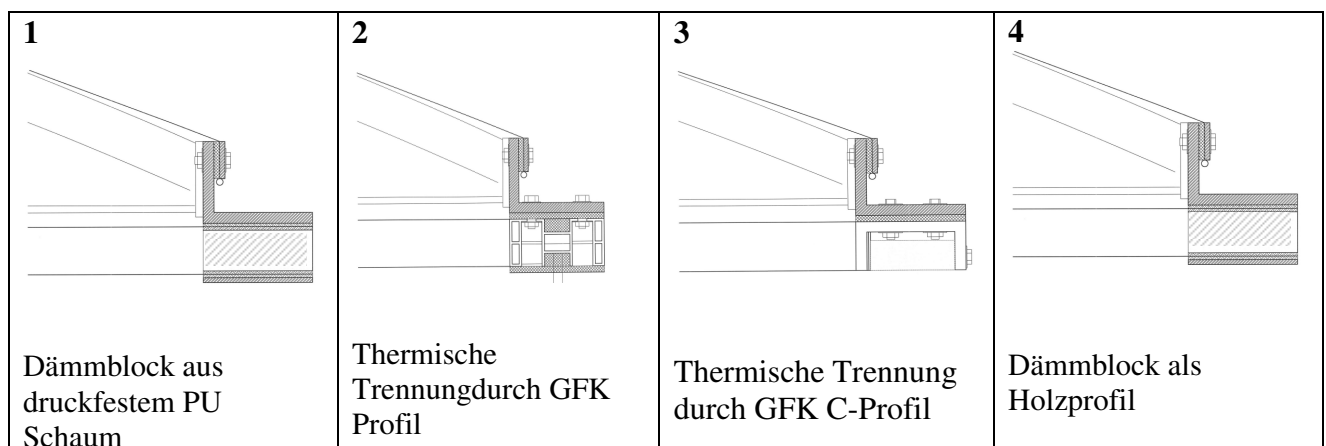 1
Dämmblock aus
druckfestem PU
Schaum
2
Thermische
Trennungdurch GFK
Profil
3
Thermische Trennung
durch GFK C-Profil
4
Dämmblock als
Holzprofil